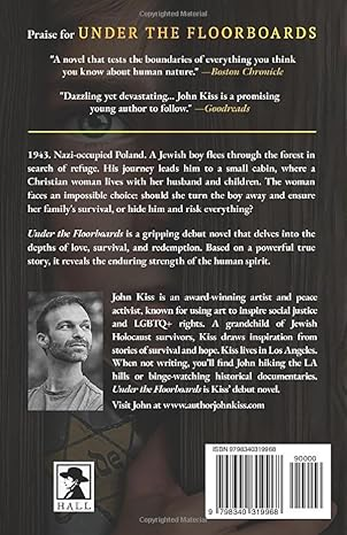 Copyrighted Material
Praise for UNDER THE FLOORBOARDS
"A novel that tests the boundaries of everything you think
you know about human nature." —Boston Chronicle
"Dazzling yet devastating... John Kiss is a promising
young author to follow." —Goodreads
1943. Nazi-occupied Poland. A Jewish boy flees through the forest in
search of refuge. His journey leads him to a small cabin, where a
Christian woman lives with her husband and children. The woman
faces an impossible choice: should she turn the boy away and ensure
her family's survival, or hide him and risk everything?
Under the Floorboards is a gripping debut novel that delves into the
depths of love, survival, and redemption. Based on a powerful true
story, it reveals the enduring strength of the human spirit.
John Kiss is an award-winning artist and peace
activist, known for using art to inspire social justice
and LGBTQ+ rights. A grandchild of Jewish
Holocaust survivors, Kiss draws inspiration from
stories of survival and hope. Kiss lives in Los Angeles.
When not writing, you'll find John hiking the LA
hills or binge-watching historical documentaries.
Under the Floorboards is Kiss' debut novel.
Visit John at www.authorjohnkiss.com
HALL
ISBN 9798340319968
90000
9 798340 319968
Copyrighted Material